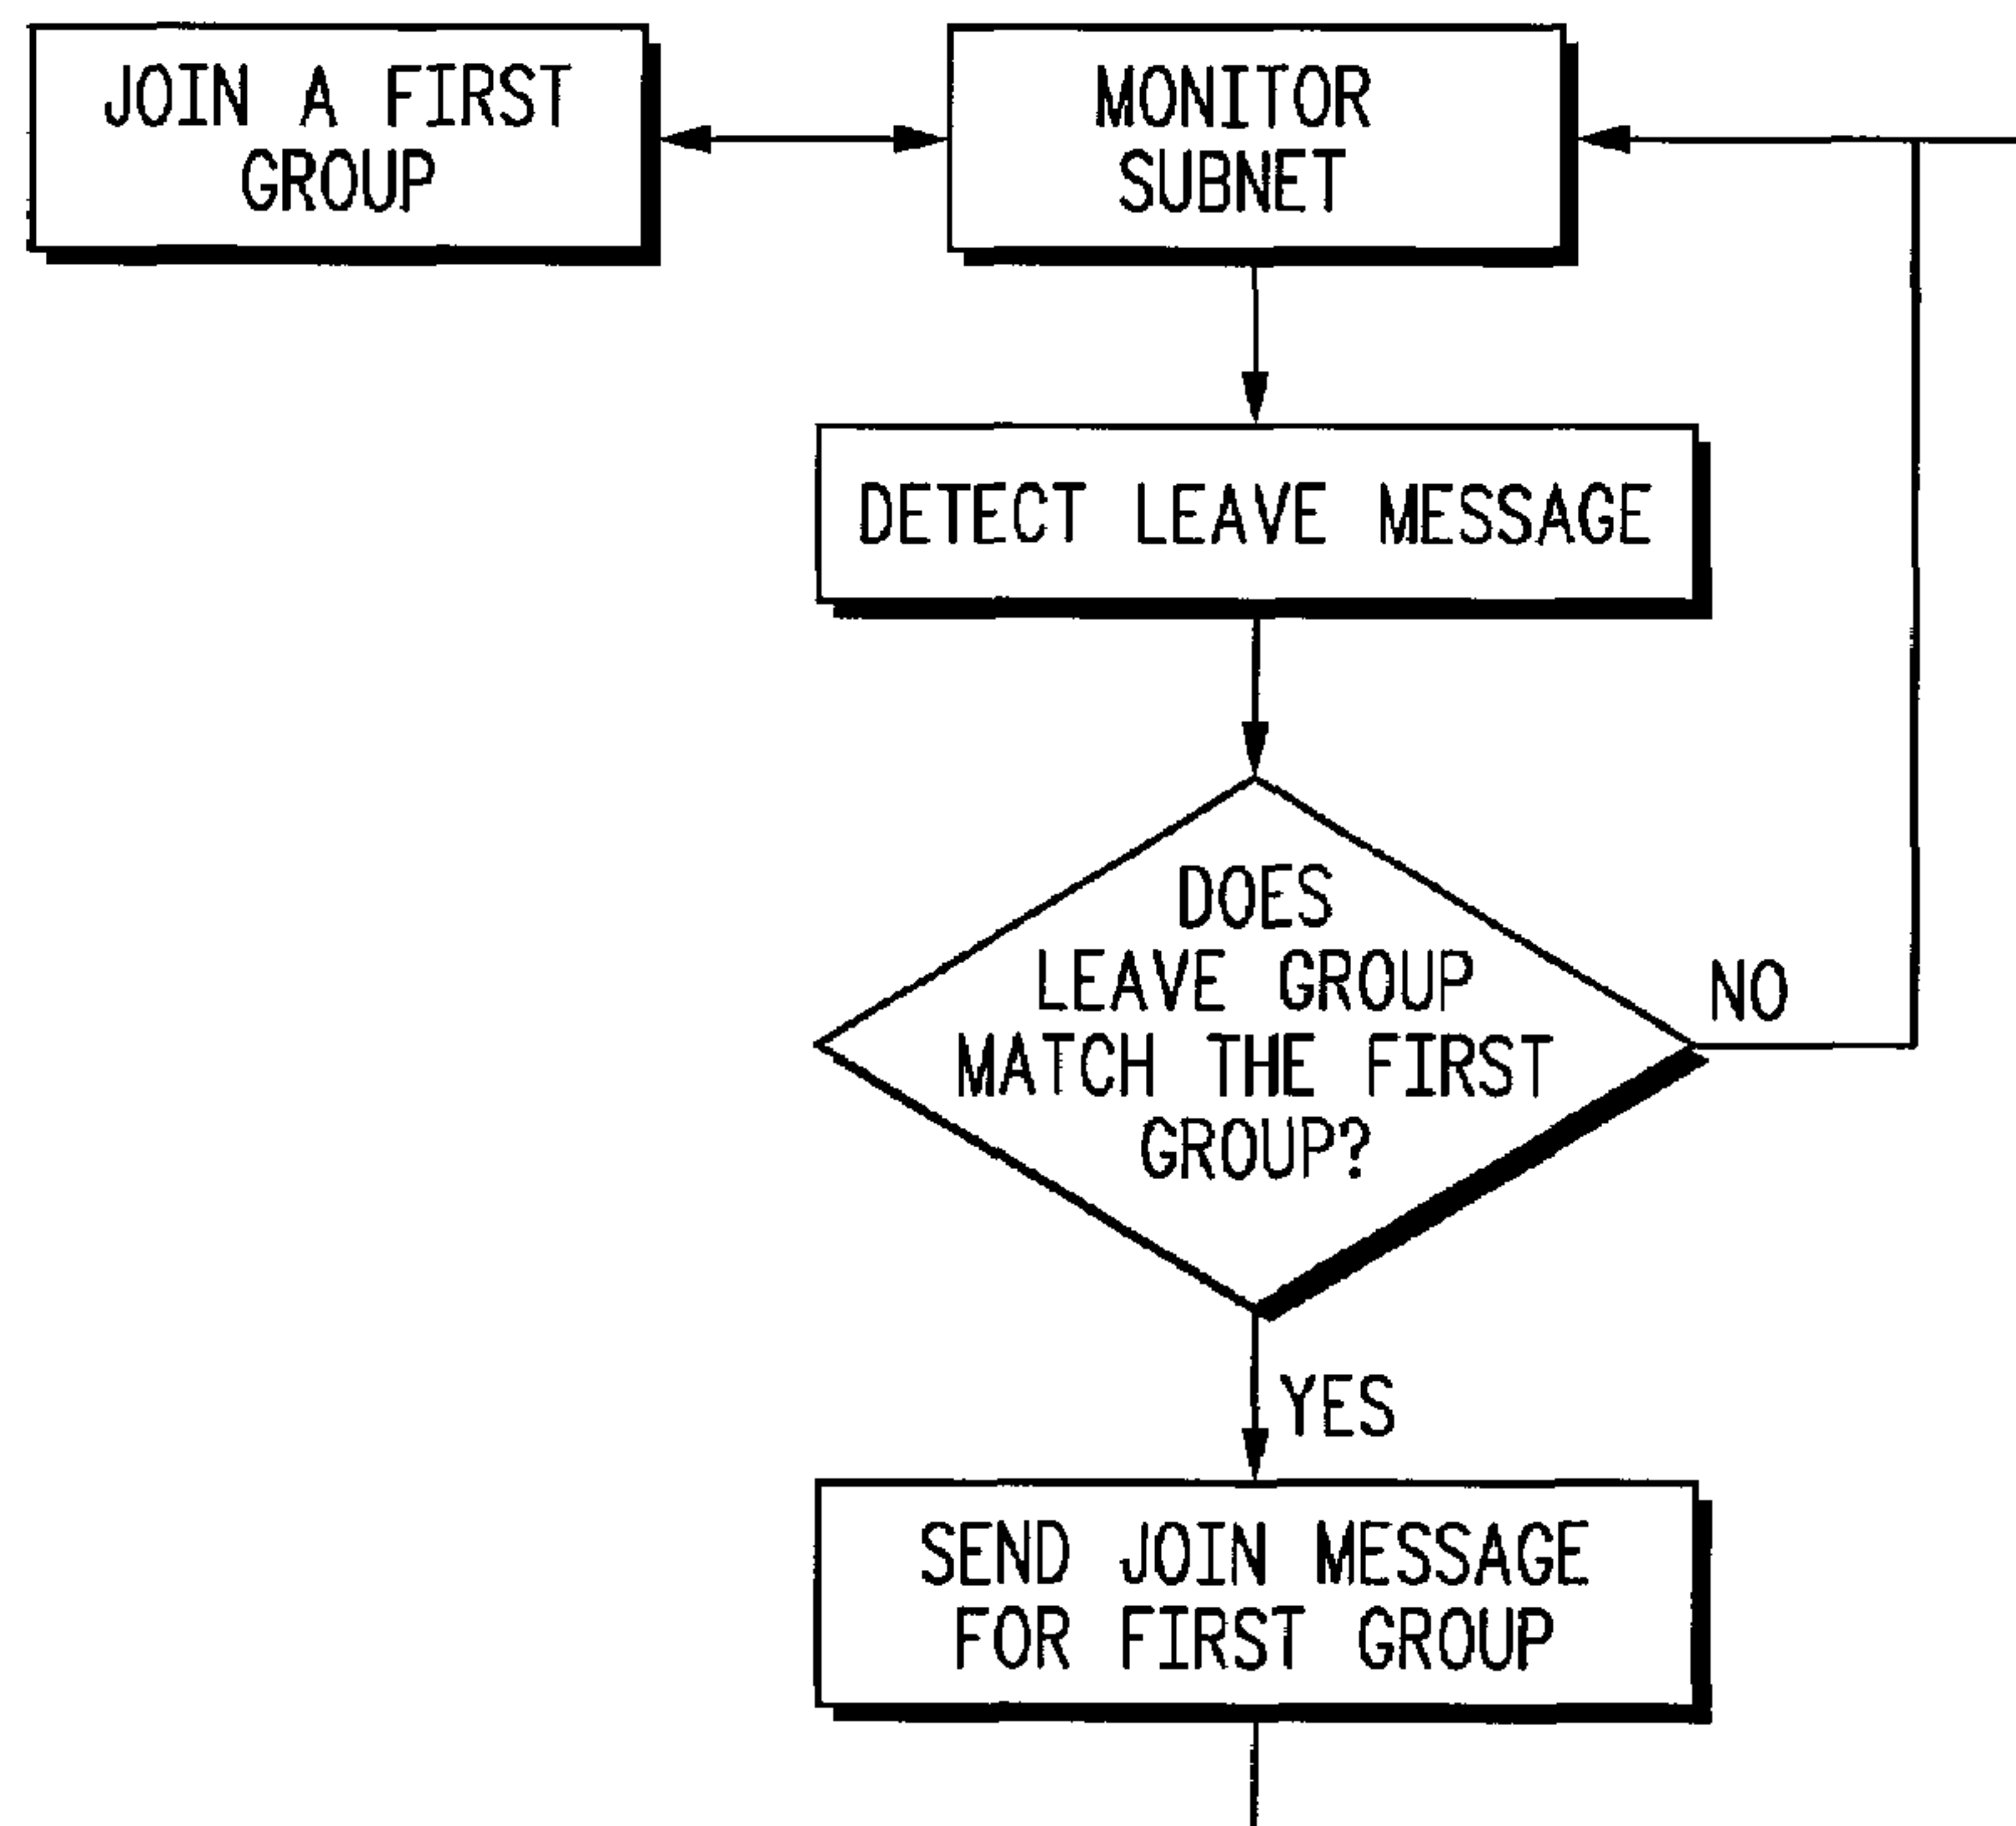 JOIN A FIRST
GROUP
MONITOR
SUBNET
DETECT LEAVE MESSAGE
DOES
LEAVE GROUP
MATCH THE FIRST
GROUP?
NO
YES
SEND JOIN MESSAGE
FOR FIRST GROUP